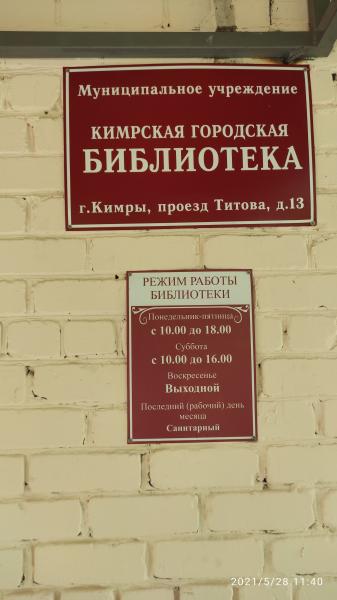 Муниципальное учреждение
КИМРСКАЯ ГОРОДСКАЯ
БИБЛИОТЕКА
г.Кимры, проезд Титова, д.13
РЕЖИМ РАБОТЫ
БИБЛИОТЕКИ
Понедельник-пятница
с 10.00 до 18.00
Суббота
с 10.00 до 16.00
Воскресенье
Выходной
Последний (рабочий) день
месяца
Санитарный
2021/5/28 11:40